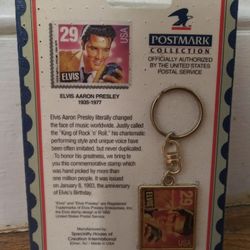 29
USA
ELVIS
POSTMARK
COLLECTION
OFFICIALLY AUTHORIZED
BY THE UNITED STATES
POSTAL SERVICE
ELVIS AARON PRESLEY
1935-1977
Elvis Aaron Presley literally changed
the face of music worldwide. Justly called
the "King of Rock 'n' Roll," his charismatic
performing style and unique voice have
been often imitated, but never duplicated.
To honor his greatness, we bring to
you this commemorative stamp which
was hand picked by more than
one million people. It was issued
on January 8, 1993, the anniversary
of Elvis's Birthday.
"Elvis" and "Elvis Presley" are Registered
Trademarks of Elvis Presley Enterprises, Inc.
the Elvis stamp design is ©
1992 United States Postal Service
Manufactured by
Specialty House of
Creation International
29
ELVIS